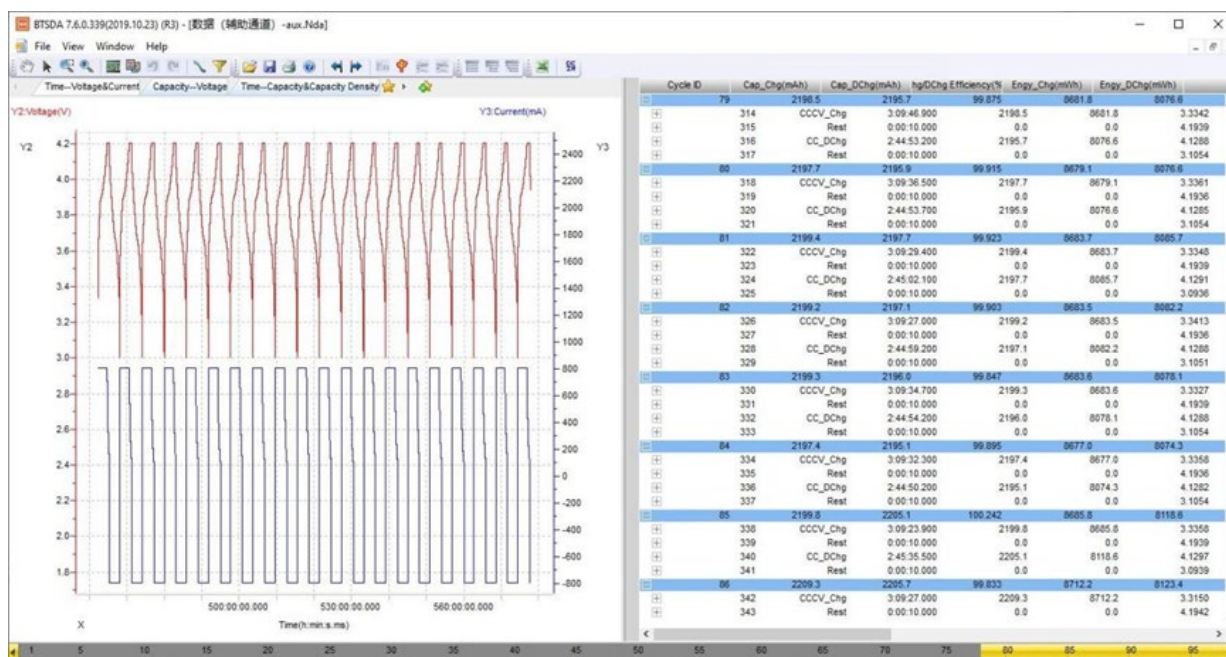 BTSDA 7.6.0.339(2019.10.23) (R3) - [数据（辅助通道）-aux.Nda]
File View Window Help
Time--Voltage&Current Capacity--Voltage Time--Capacity&Capacity Density
Y2:Voltage(V) Y3:Current(mA)
Y2 Y3
4.2
4.0
3.8
3.6
3.4
3.2
3.0
2.8
2.6
2.4
2.2
2.0
1.8
2400
2200
2000
1800
1600
1400
1200
1000
800
600
400
200
0
-200
-400
-600
-800
500:00:00.000 530:00:00.000 560:00:00.000
X Time(h:min:s.ms)
Cycle ID Cap_Chg(mAh) Cap_DChg(mAh) hg/DChg Efficiency(% Engy_Chg(mWh) Engy_DChg(mWh)
79 2198.5 2195.7 99.875 8681.8 8076.6
314 CCCV_Chg 3:09:46.900 2198.5 8681.8 3.3342
315 Rest 0:00:10.000 0.0 0.0 4.1939
316 CC_DChg 2:44:53.200 2195.7 8076.6 4.1288
317 Rest 0:00:10.000 0.0 0.0 3.1054
80 2197.7 2195.9 99.915 8679.1 8076.6
318 CCCV_Chg 3:09:36.500 2197.7 8679.1 3.3361
319 Rest 0:00:10.000 0.0 0.0 4.1936
320 CC_DChg 2:44:53.700 2195.9 8076.6 4.1285
321 Rest 0:00:10.000 0.0 0.0 3.1054
81 2199.4 2197.7 99.923 8683.7 8085.7
322 CCCV_Chg 3:09:29.400 2199.4 8683.7 3.3348
323 Rest 0:00:10.000 0.0 0.0 4.1939
324 CC_DChg 2:45:02.100 2197.7 8085.7 4.1291
325 Rest 0:00:10.000 0.0 0.0 3.0936
82 2199.2 2197.1 99.903 8683.5 8082.2
326 CCCV_Chg 3:09:27.000 2199.2 8683.5 3.3413
327 Rest 0:00:10.000 0.0 0.0 4.1936
328 CC_DChg 2:44:59.200 2197.1 8082.2 4.1288
329 Rest 0:00:10.000 0.0 0.0 3.1051
83 2199.3 2196.0 99.847 8683.6 8078.1
330 CCCV_Chg 3:09:34.700 2199.3 8683.6 3.3327
331 Rest 0:00:10.000 0.0 0.0 4.1939
332 CC_DChg 2:44:54.200 2196.0 8078.1 4.1288
333 Rest 0:00:10.000 0.0 0.0 3.1054
84 2197.4 2195.1 99.895 8677.0 8074.3
334 CCCV_Chg 3:09:32.300 2197.4 8677.0 3.3358
335 Rest 0:00:10.000 0.0 0.0 4.1936
336 CC_DChg 2:44:50.200 2195.1 8074.3 4.1282
337 Rest 0:00:10.000 0.0 0.0 3.1054
85 2199.8 2205.1 100.242 8685.8 8118.6
338 CCCV_Chg 3:09:23.900 2199.8 8685.8 3.3358
339 Rest 0:00:10.000 0.0 0.0 4.1939
340 CC_DChg 2:45:35.500 2205.1 8118.6 4.1297
341 Rest 0:00:10.000 0.0 0.0 3.0939
86 2209.3 2205.7 99.833 8712.2 8123.4
342 CCCV_Chg 3:09:27.000 2209.3 8712.2 3.3150
343 Rest 0:00:10.000 0.0 0.0 4.1942
1 5 10 15 20 25 30 35 40 45 50 55 60 65 70 75 80 85 90 95